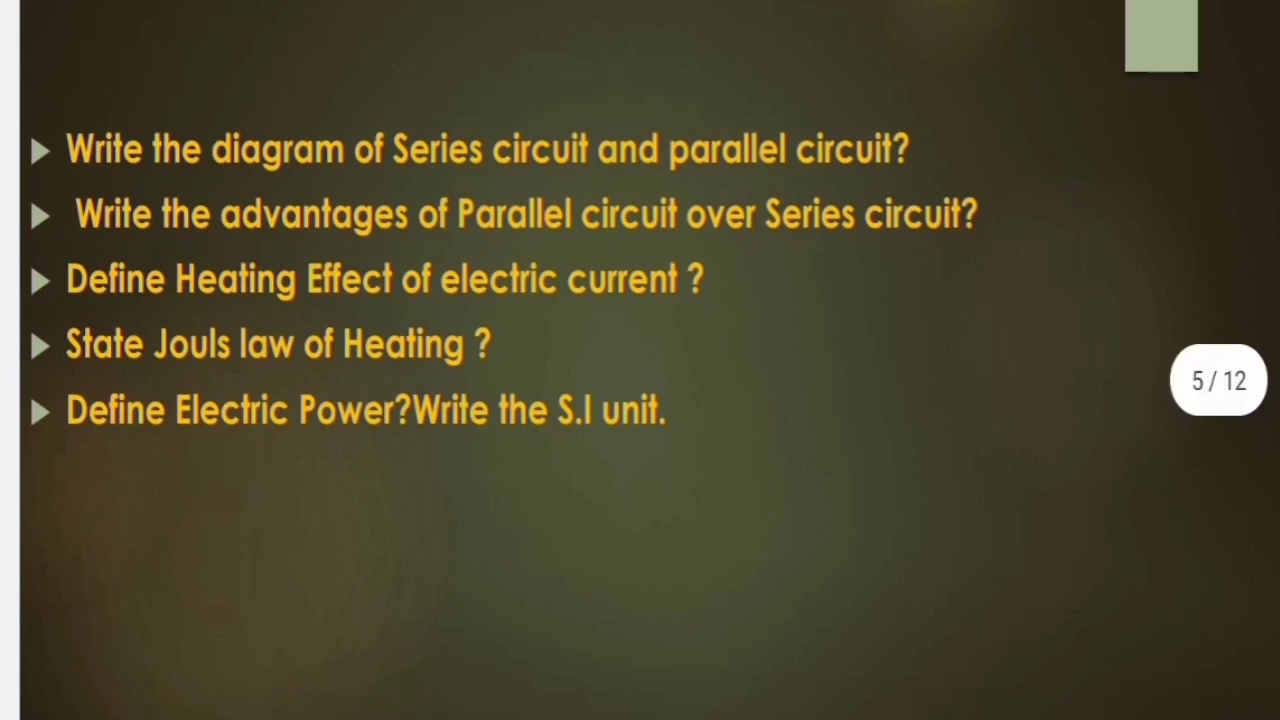 Write the diagram of Series circuit and parallel circuit?
Write the advantages of Parallel circuit over Series circuit?
Define Heating Effect of electric current ?
State Jouls law of Heating ?
Define Electric Power?Write the S.I unit.
5 / 12